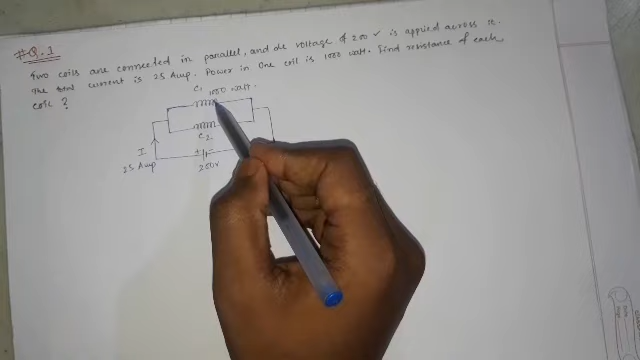 #Q.1
Two coils are connected in parallel, and dc voltage of 200 v is applied across it.
The total current is 25 Amp. Power in One coil is 1000 watt. Find resistance of each
coil ?
C1 1000 watt.
C2
I
25 Amp
+ -
200v